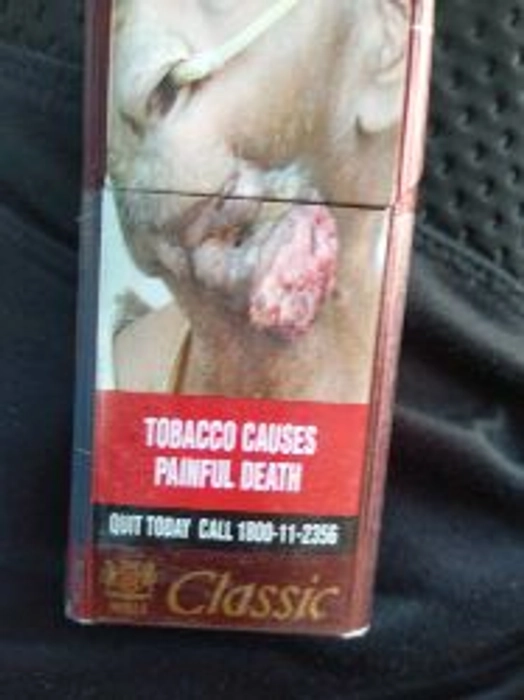 TOBACCO CAUSES
PAINFUL DEATH
QUIT TODAY CALL 1800-11-2356
Classic